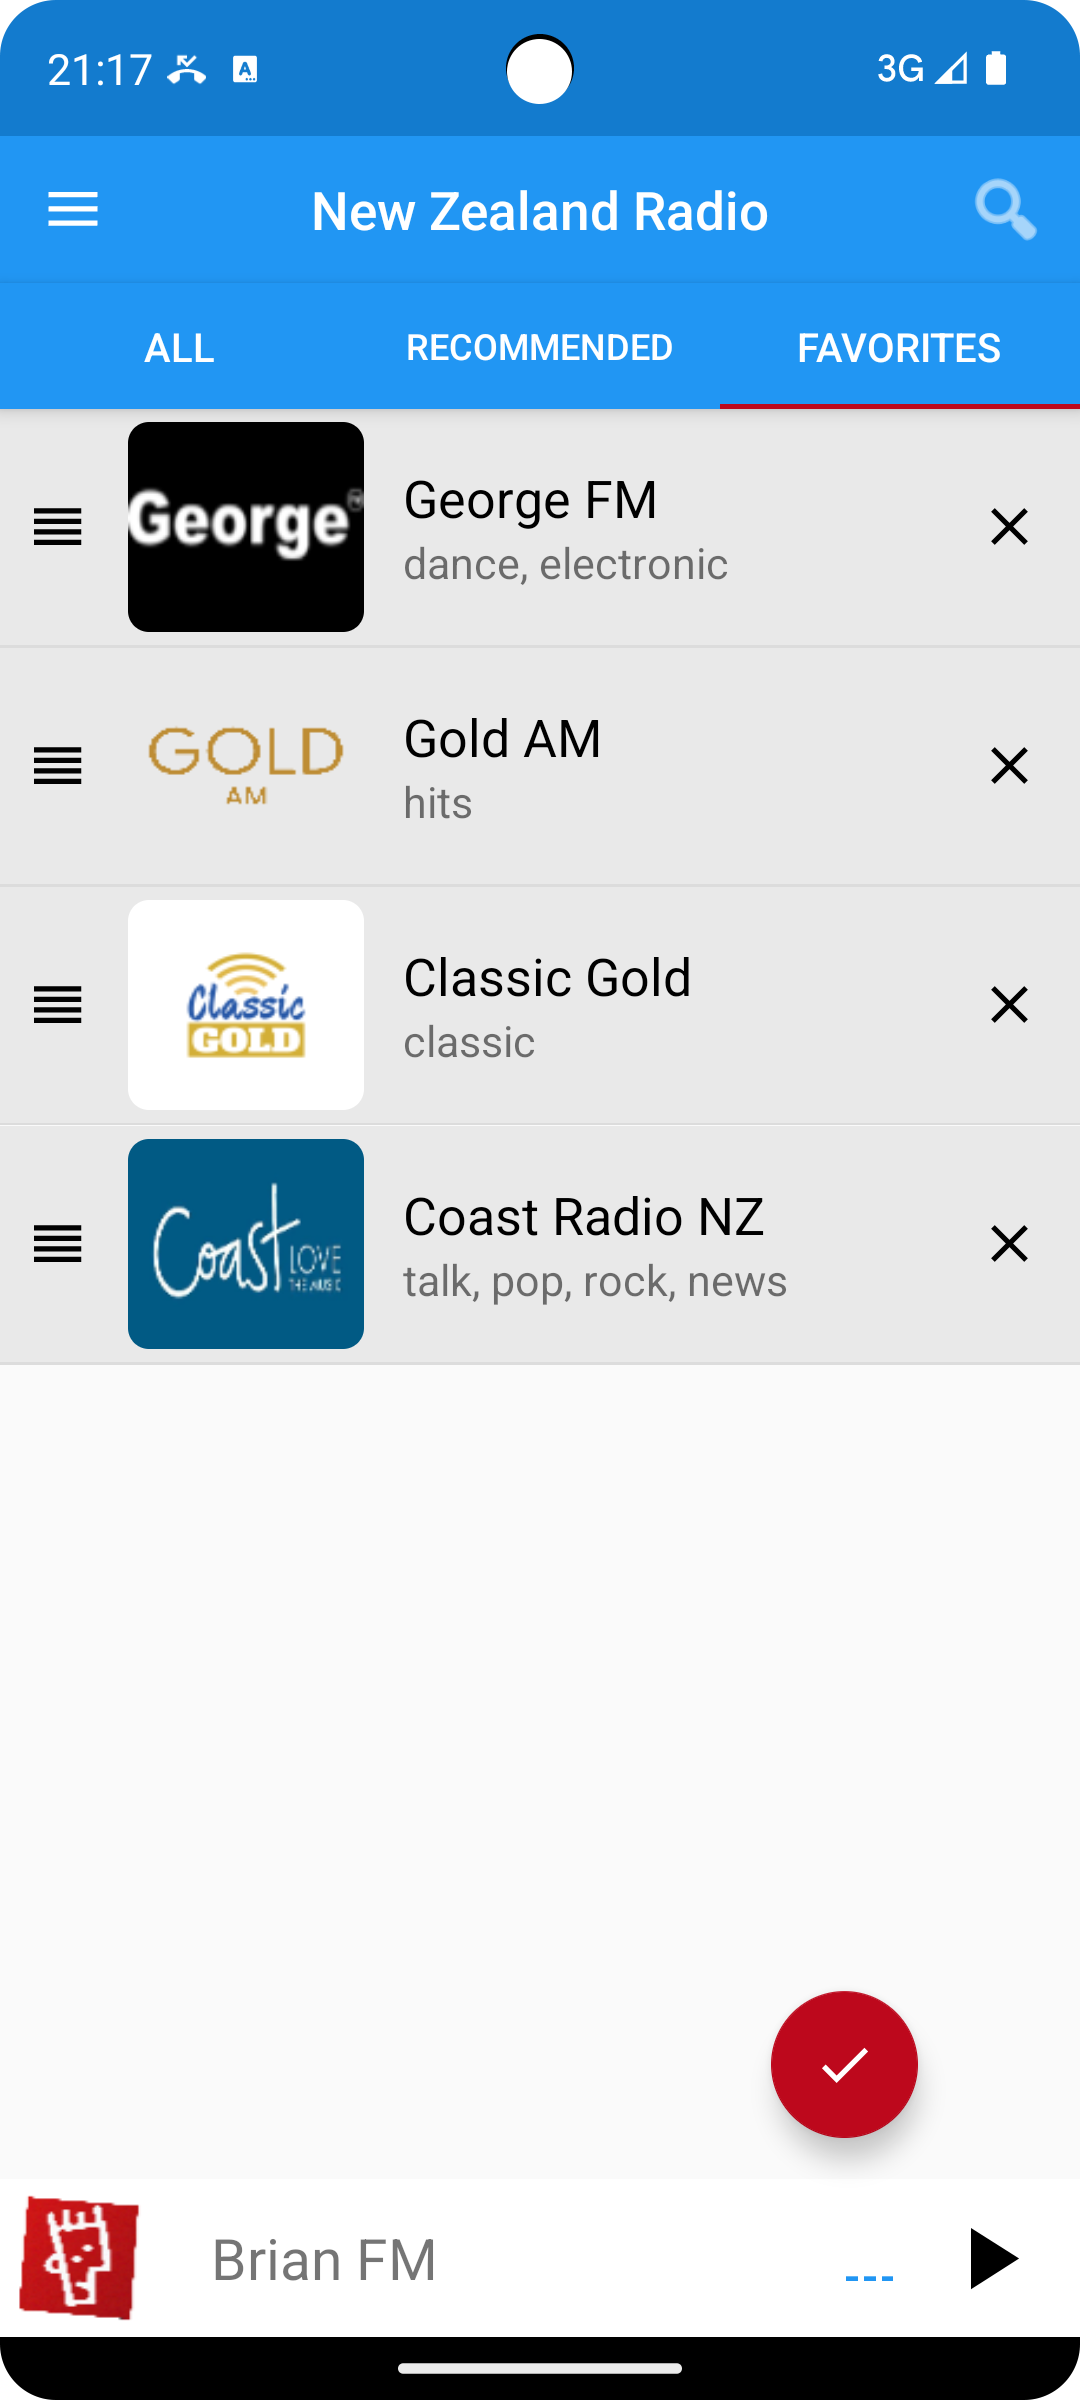 21:17
3G
New Zealand Radio
ALL
RECOMMENDED
FAVORITES
George
George FM
dance, electronic
GOLD
AM
Gold AM
hits
Classic
GOLD
Classic Gold
classic
Coast LOVE
THE MUSIC
Coast Radio NZ
talk, pop, rock, news
Brian FM
---